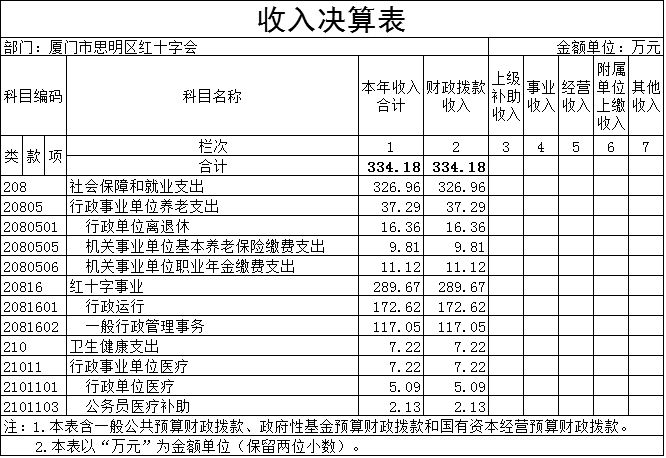 收入决算表
部门：厦门市思明区红十字会 金额单位：万元
科目编码 科目名称 本年收入合计 财政拨款收入 上级补助收入 事业收入 经营收入 附属单位上缴收入 其他收入
类 款 项 栏次 1 2 3 4 5 6 7
合计 334.18 334.18
208 社会保障和就业支出 326.96 326.96
20805 行政事业单位养老支出 37.29 37.29
2080501 行政单位离退休 16.36 16.36
2080505 机关事业单位基本养老保险缴费支出 9.81 9.81
2080506 机关事业单位职业年金缴费支出 11.12 11.12
20816 红十字事业 289.67 289.67
2081601 行政运行 172.62 172.62
2081602 一般行政管理事务 117.05 117.05
210 卫生健康支出 7.22 7.22
21011 行政事业单位医疗 7.22 7.22
2101101 行政单位医疗 5.09 5.09
2101103 公务员医疗补助 2.13 2.13
注：1.本表含一般公共预算财政拨款、政府性基金预算财政拨款和国有资本经营预算财政拨款。
2.本表以“万元”为金额单位（保留两位小数）。